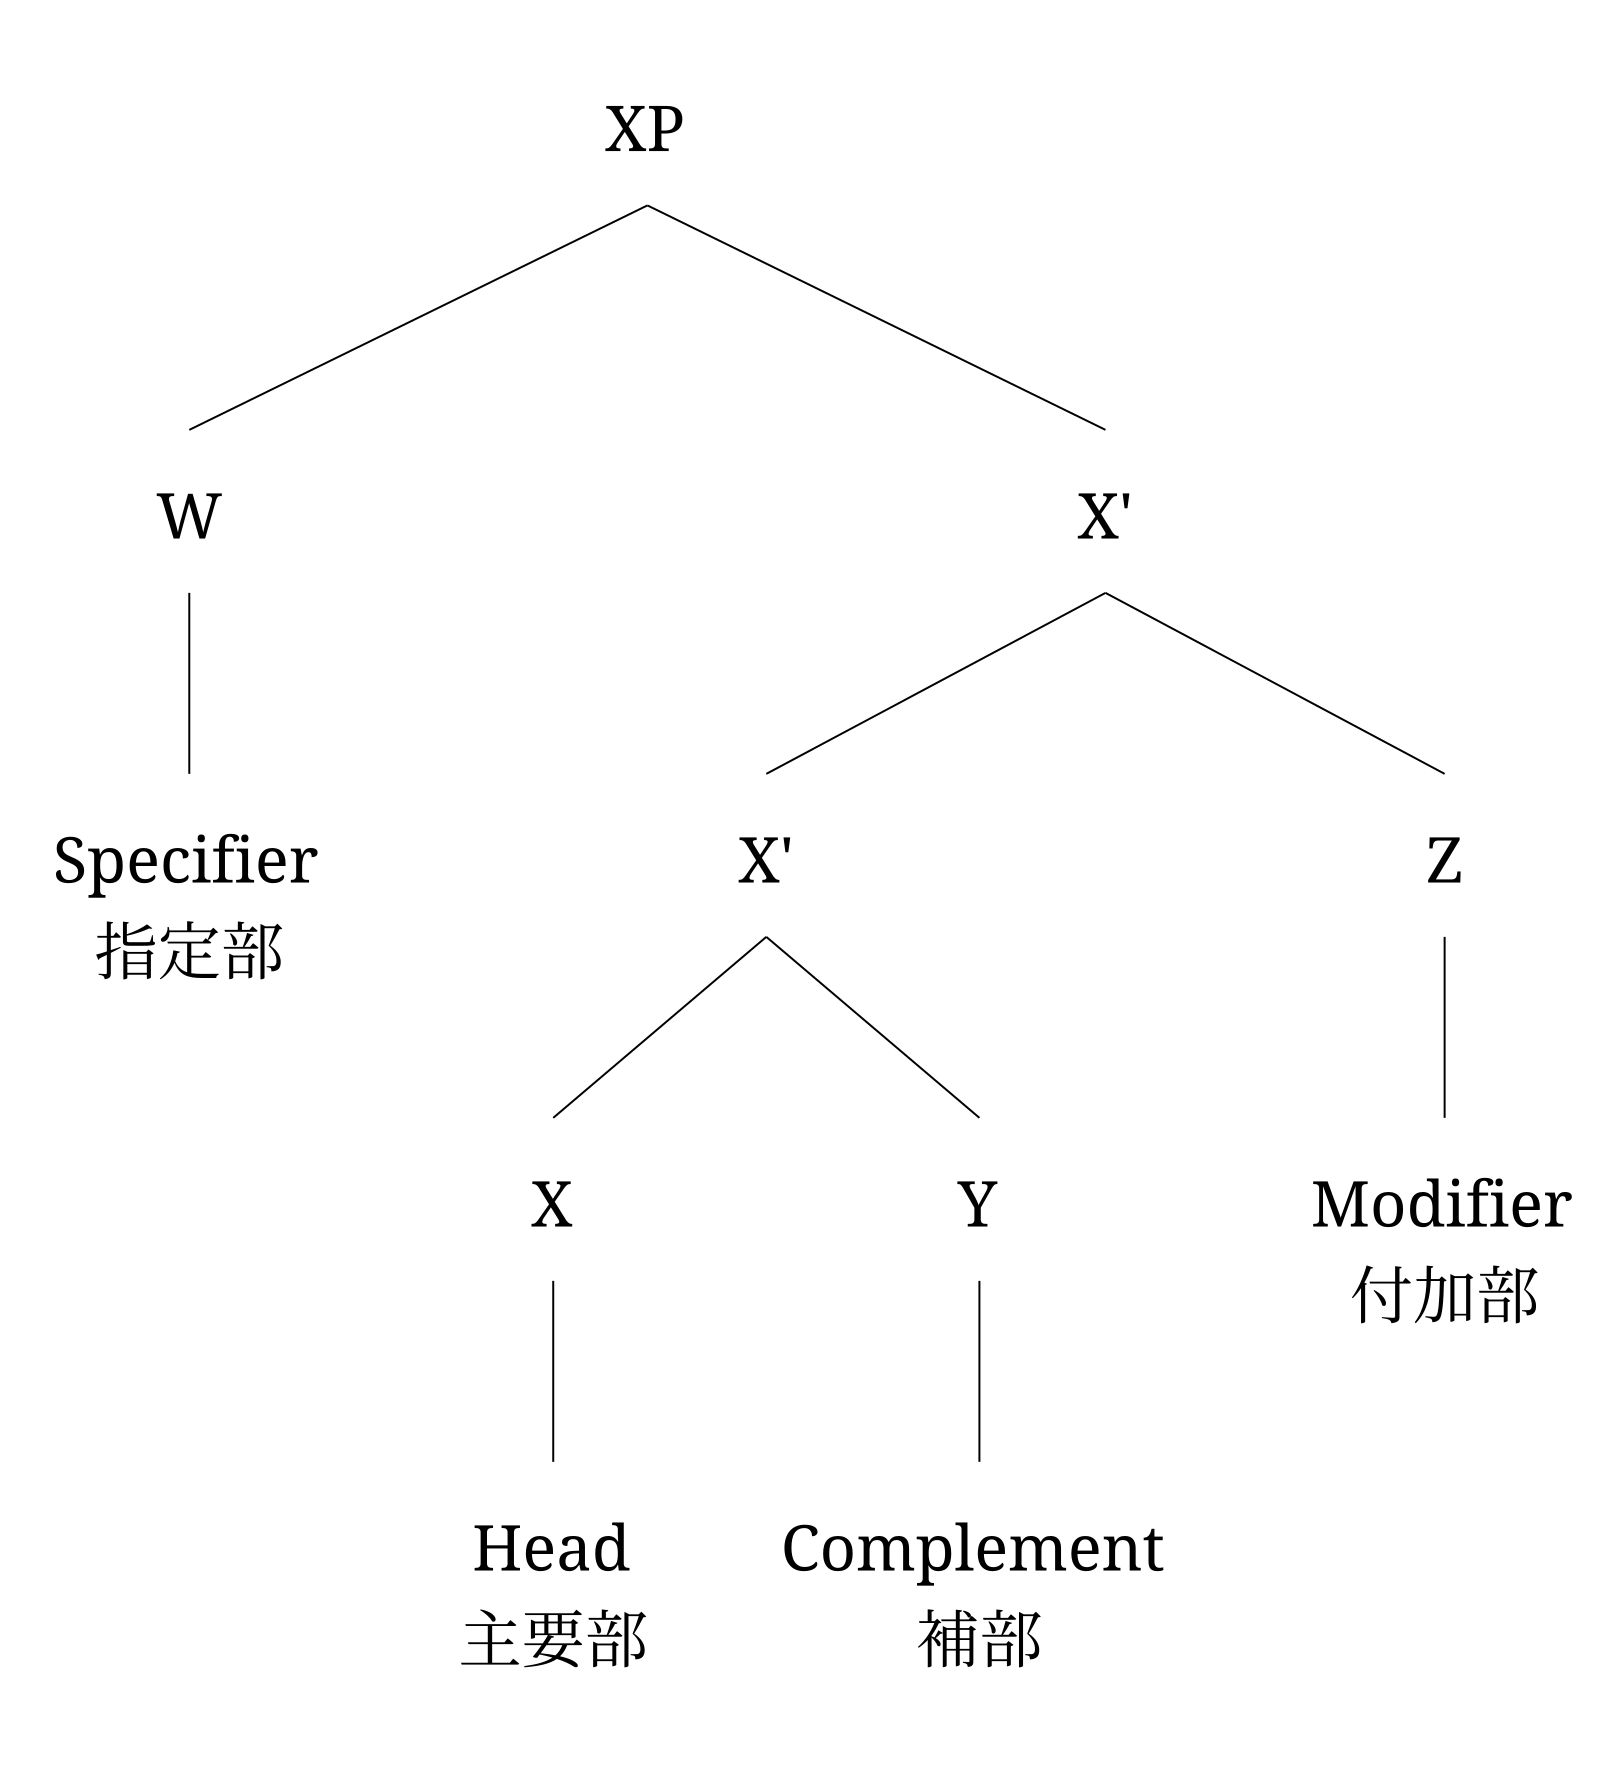 XP
W
X'
Specifier
指定部
X'
Z
X
Y
Modifier
付加部
Head
主要部
Complement
補部